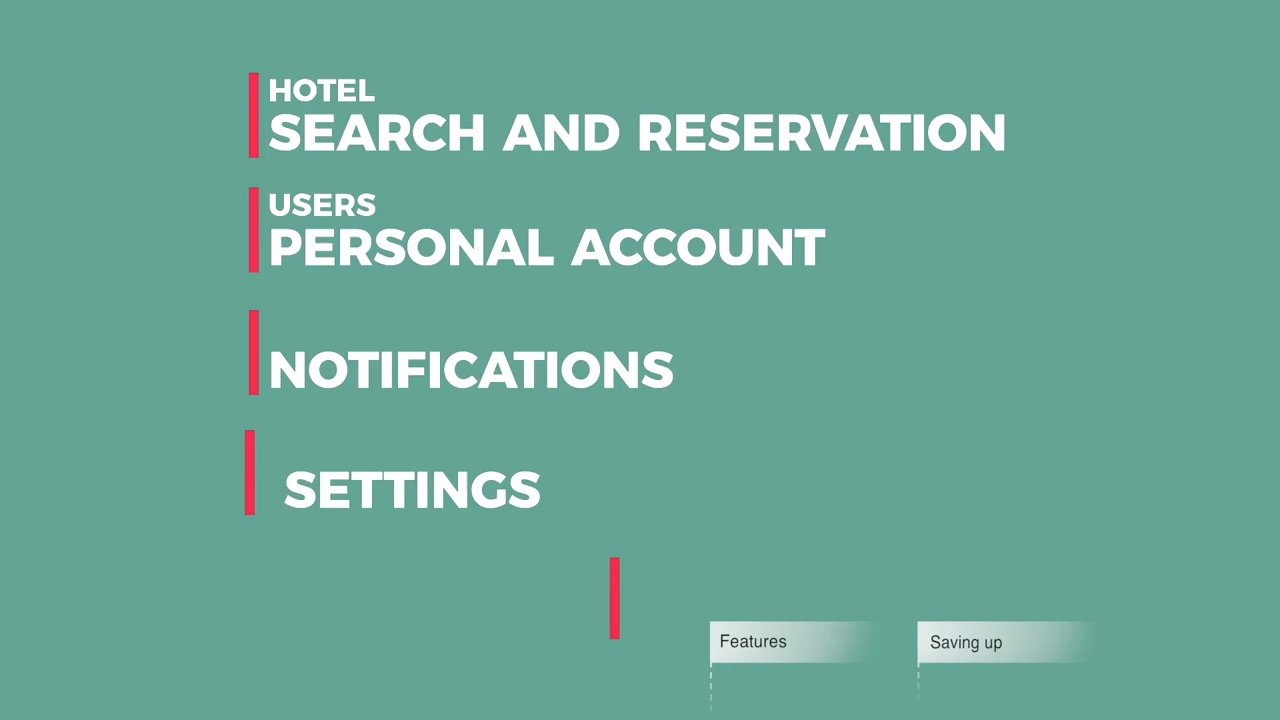 HOTEL
SEARCH AND RESERVATION
USERS
PERSONAL ACCOUNT
NOTIFICATIONS
SETTINGS
Features
Saving up